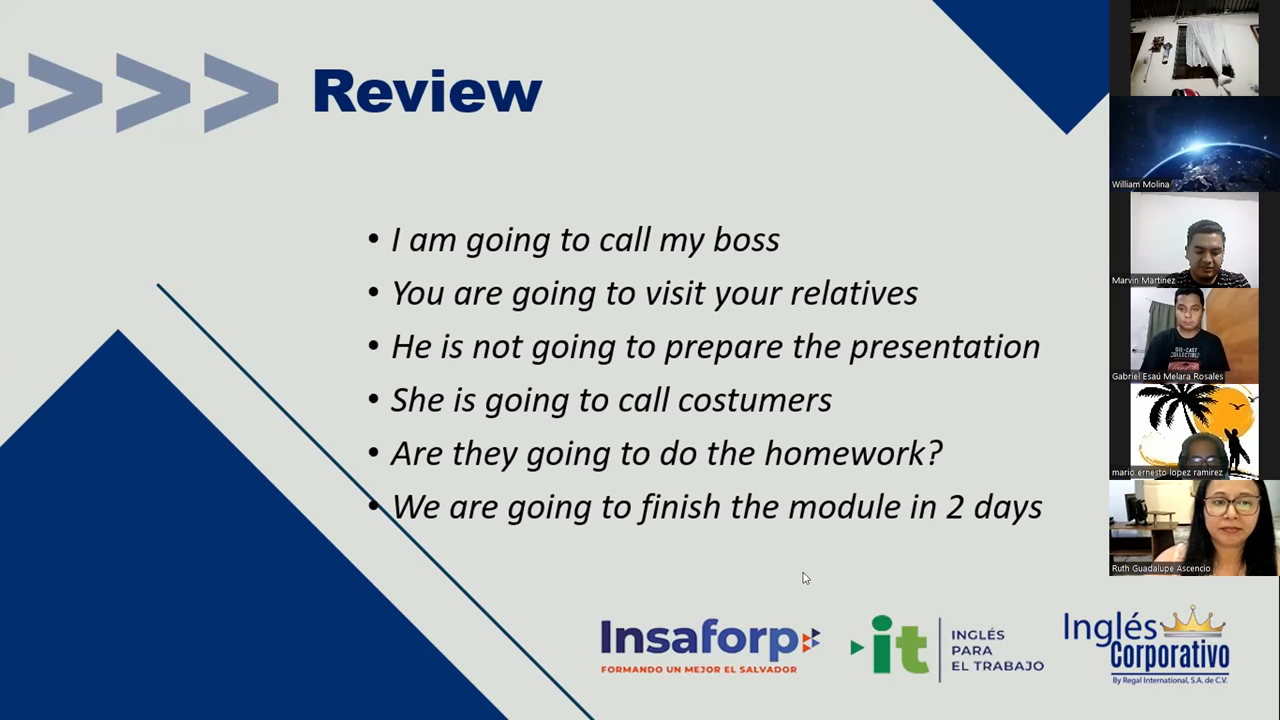 Review
• I am going to call my boss
• You are going to visit your relatives
• He is not going to prepare the presentation
• She is going to call costumers
• Are they going to do the homework?
• We are going to finish the module in 2 days
Insaforp
FORMANDO UN MEJOR EL SALVADOR
it
INGLÉS
PARA
EL TRABAJO
Inglés
Corporativo
By Regal International, S.A. de C.V.
William Molina
Marvin Martinez
DIE-CAST
COLLECTIBLE
Gabriel Esaú Melara Rosales
mario ernesto lopez ramirez
Ruth Guadalupe Ascencio